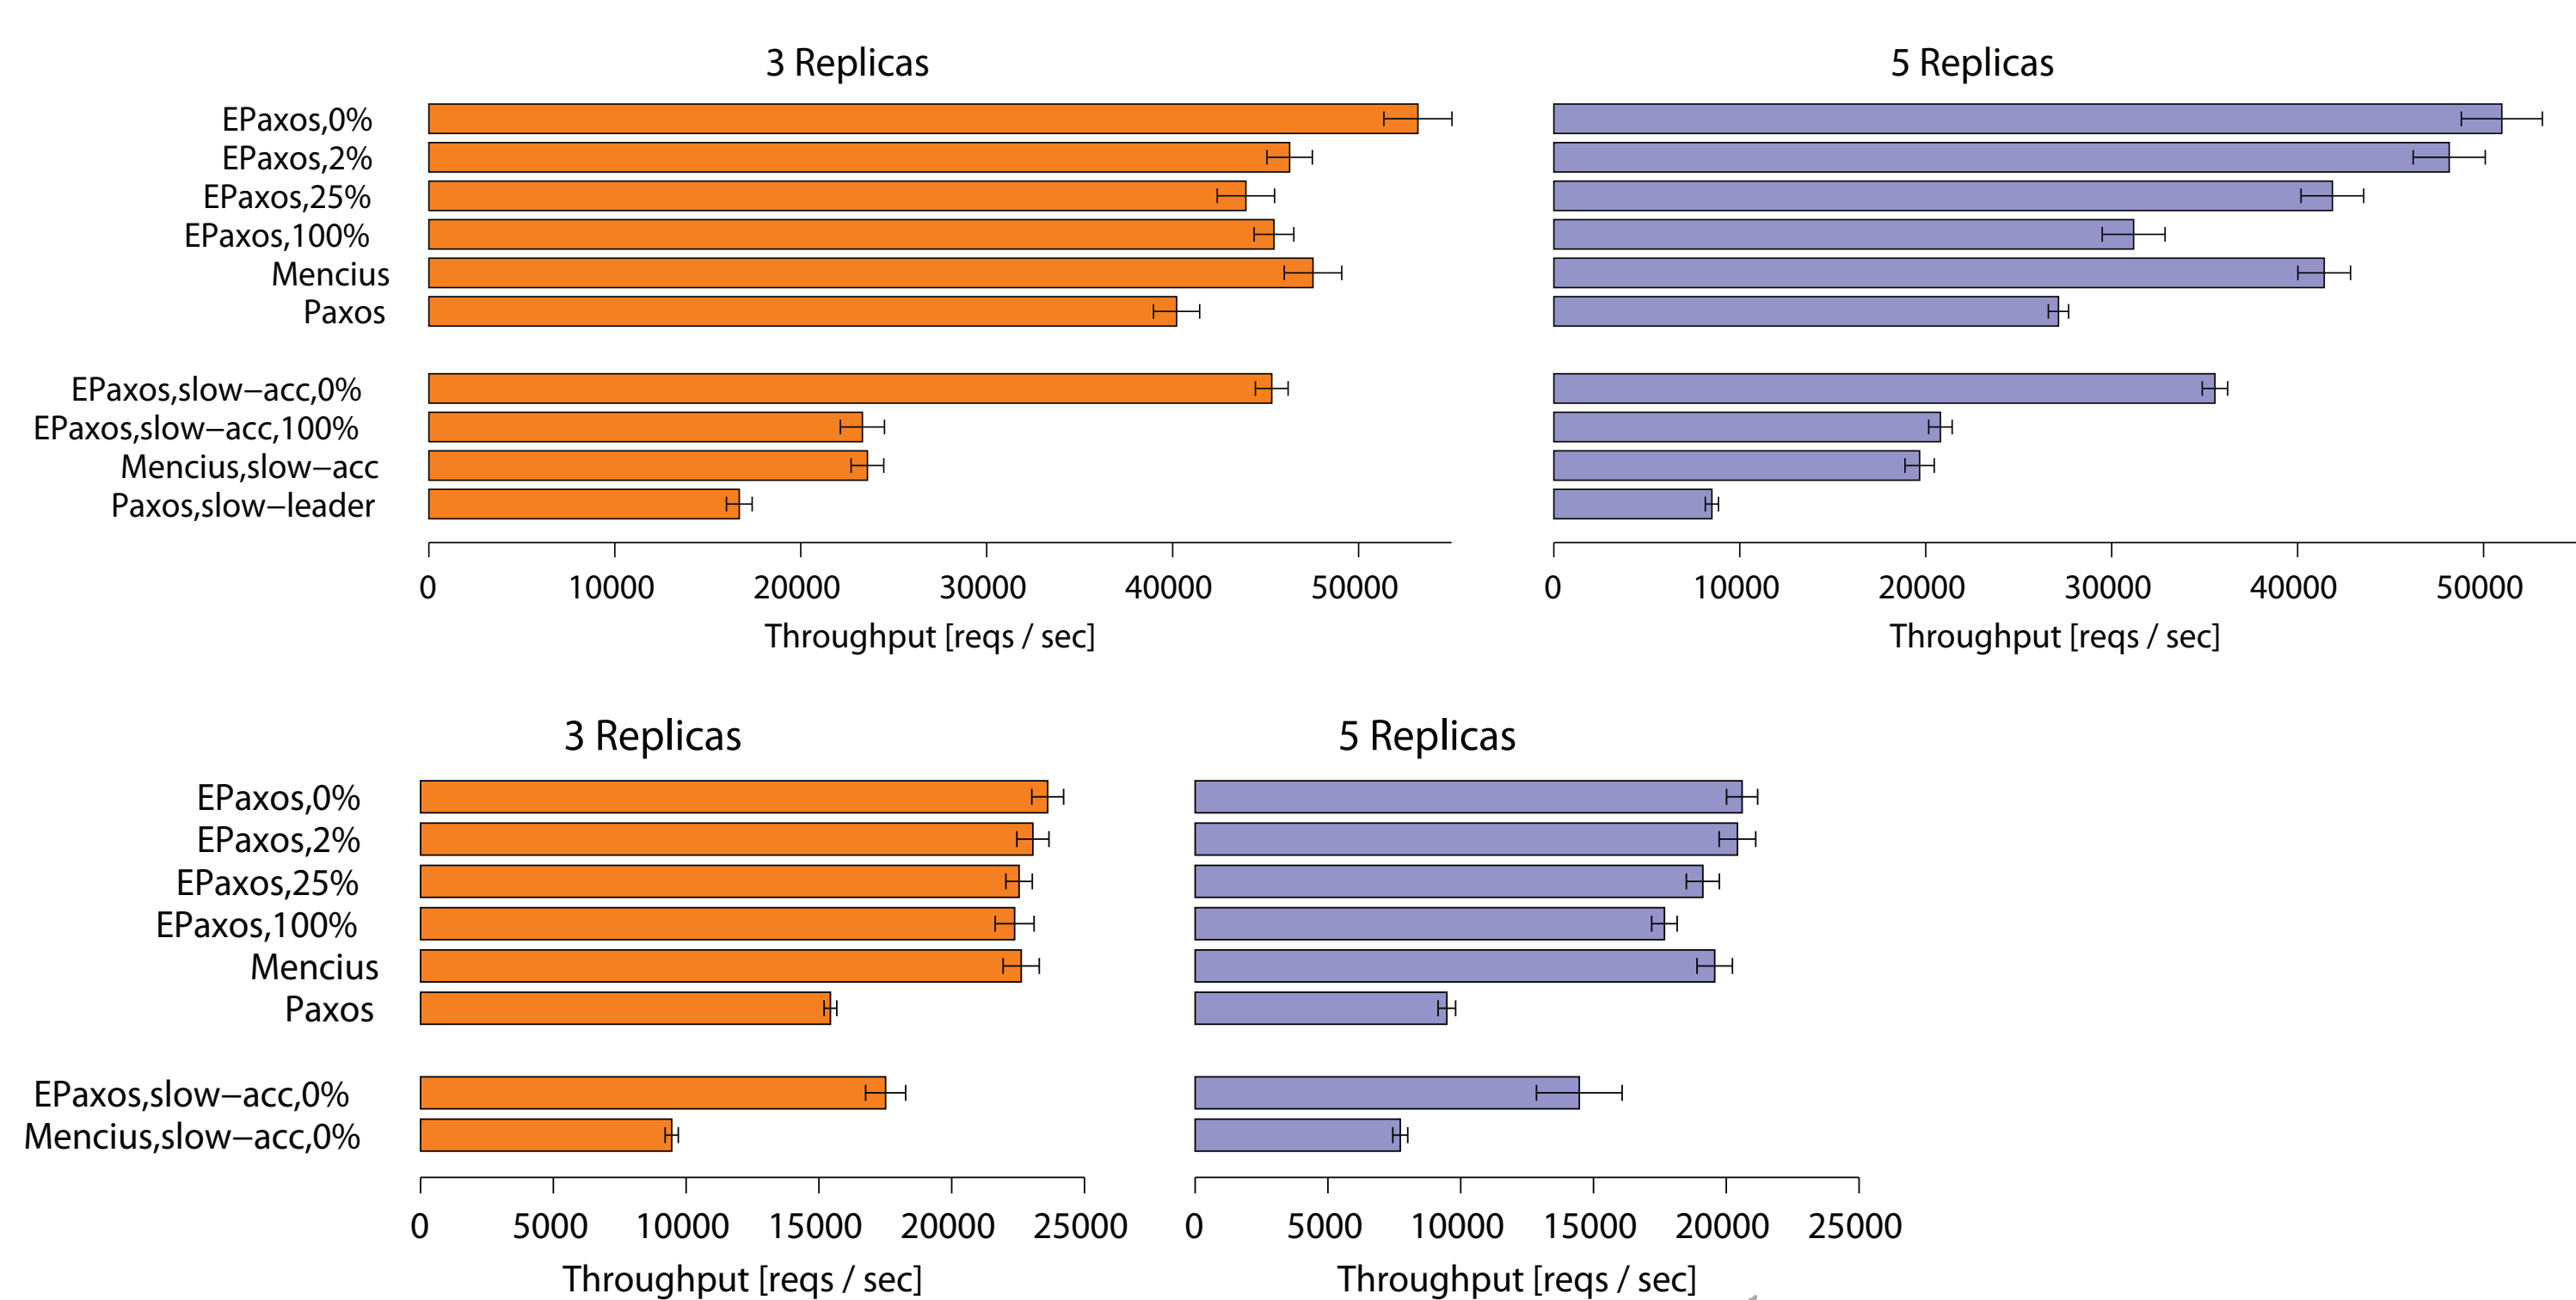 3 Replicas
5 Replicas
EPaxos,0%
EPaxos,2%
EPaxos,25%
EPaxos,100%
Mencius
Paxos
EPaxos,slow−acc,0%
EPaxos,slow−acc,100%
Mencius,slow−acc
Paxos,slow−leader
0 10000 20000 30000 40000 50000
0 10000 20000 30000 40000 50000
Throughput [reqs / sec]
Throughput [reqs / sec]
3 Replicas
5 Replicas
EPaxos,0%
EPaxos,2%
EPaxos,25%
EPaxos,100%
Mencius
Paxos
EPaxos,slow−acc,0%
Mencius,slow−acc,0%
0 5000 10000 15000 20000 25000
0 5000 10000 15000 20000 25000
Throughput [reqs / sec]
Throughput [reqs / sec]